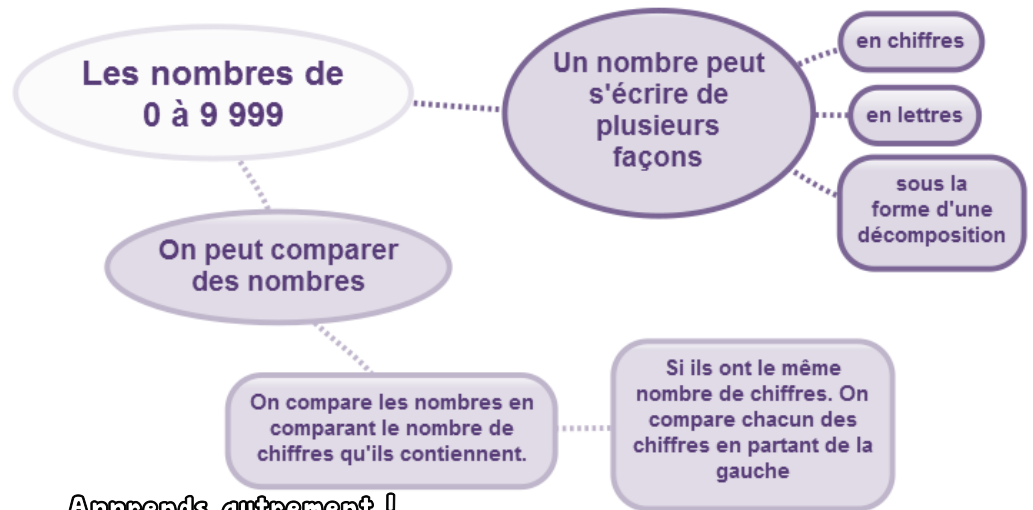 Les nombres de
0 à 9 999
Un nombre peut
s'écrire de
plusieurs
façons
en chiffres
en lettres
sous la
forme d'une
décomposition
On peut comparer
des nombres
On compare les nombres en
comparant le nombre de
chiffres qu'ils contiennent.
Si ils ont le même
nombre de chiffres. On
compare chacun des
chiffres en partant de la
gauche
Apprends autrement !